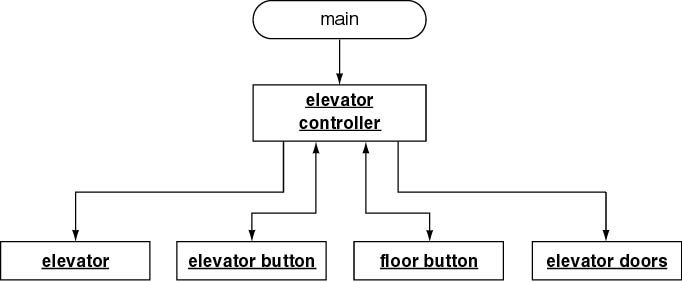 main
elevator
controller
elevator
elevator button
floor button
elevator doors